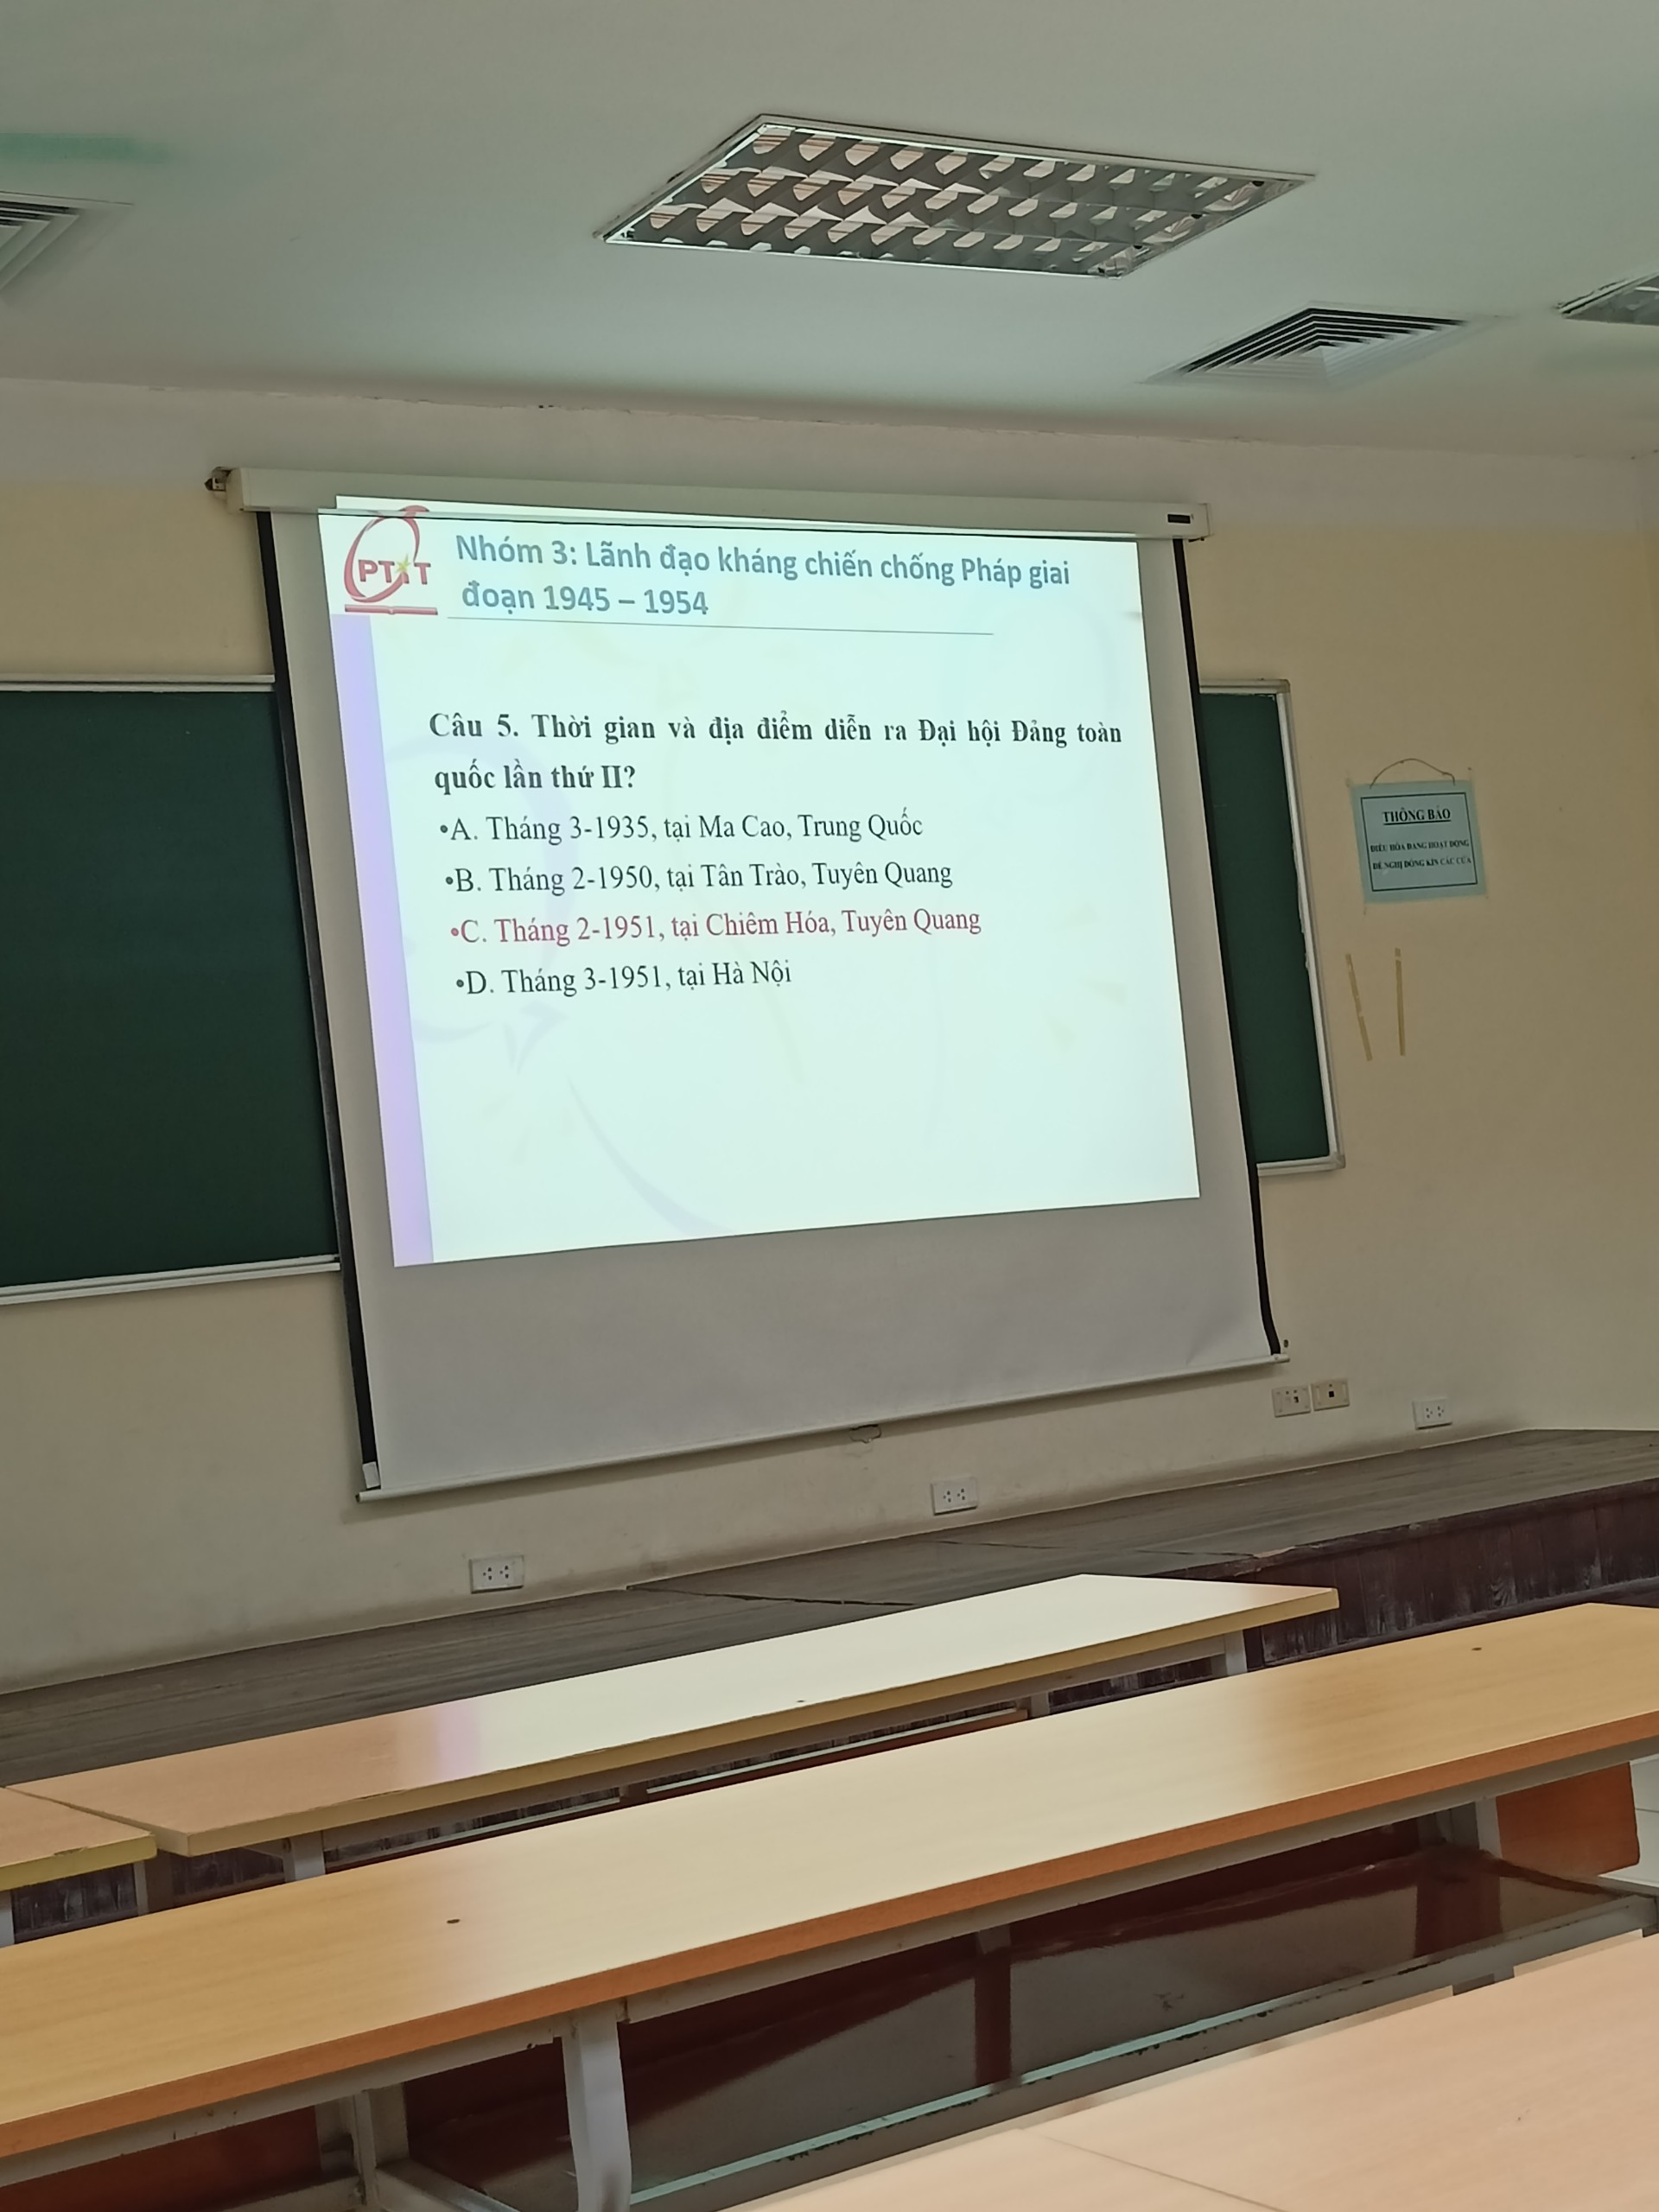 PTiT
Nhóm 3: Lãnh đạo kháng chiến chống Pháp giai
đoạn 1945 – 1954
Câu 5. Thời gian và địa điểm diễn ra Đại hội Đảng toàn
quốc lần thứ II?
•A. Tháng 3-1935, tại Ma Cao, Trung Quốc
•B. Tháng 2-1950, tại Tân Trào, Tuyên Quang
•C. Tháng 2-1951, tại Chiêm Hóa, Tuyên Quang
•D. Tháng 3-1951, tại Hà Nội
THÔNG BÁO
ĐIỀU HÒA ĐANG HOẠT ĐỘNG
ĐỀ NGHỊ ĐÓNG KÍN CÁC CỬA